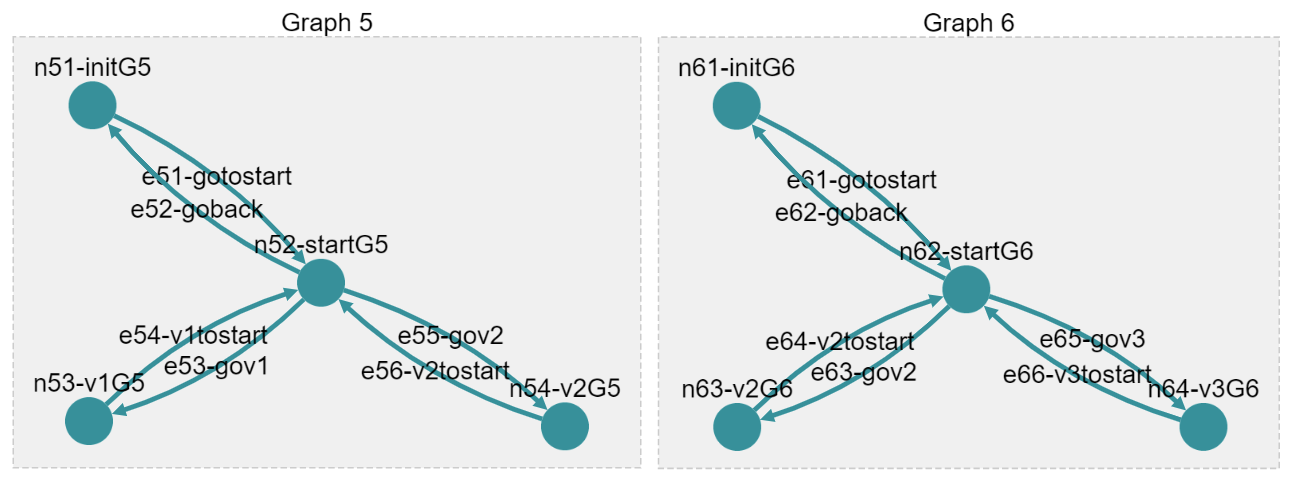 Graph 5
n51-initG5
e51-gotostart
e52-goback
n52-startG5
e54-v1tostart
e53-gov1
e55-gov2
e56-v2tostart
n53-v1G5
n54-v2G5
Graph 6
n61-initG6
e61-gotostart
e62-goback
n62-startG6
e64-v2tostart
e63-gov2
e65-gov3
e66-v3tostart
n63-v2G6
n64-v3G6